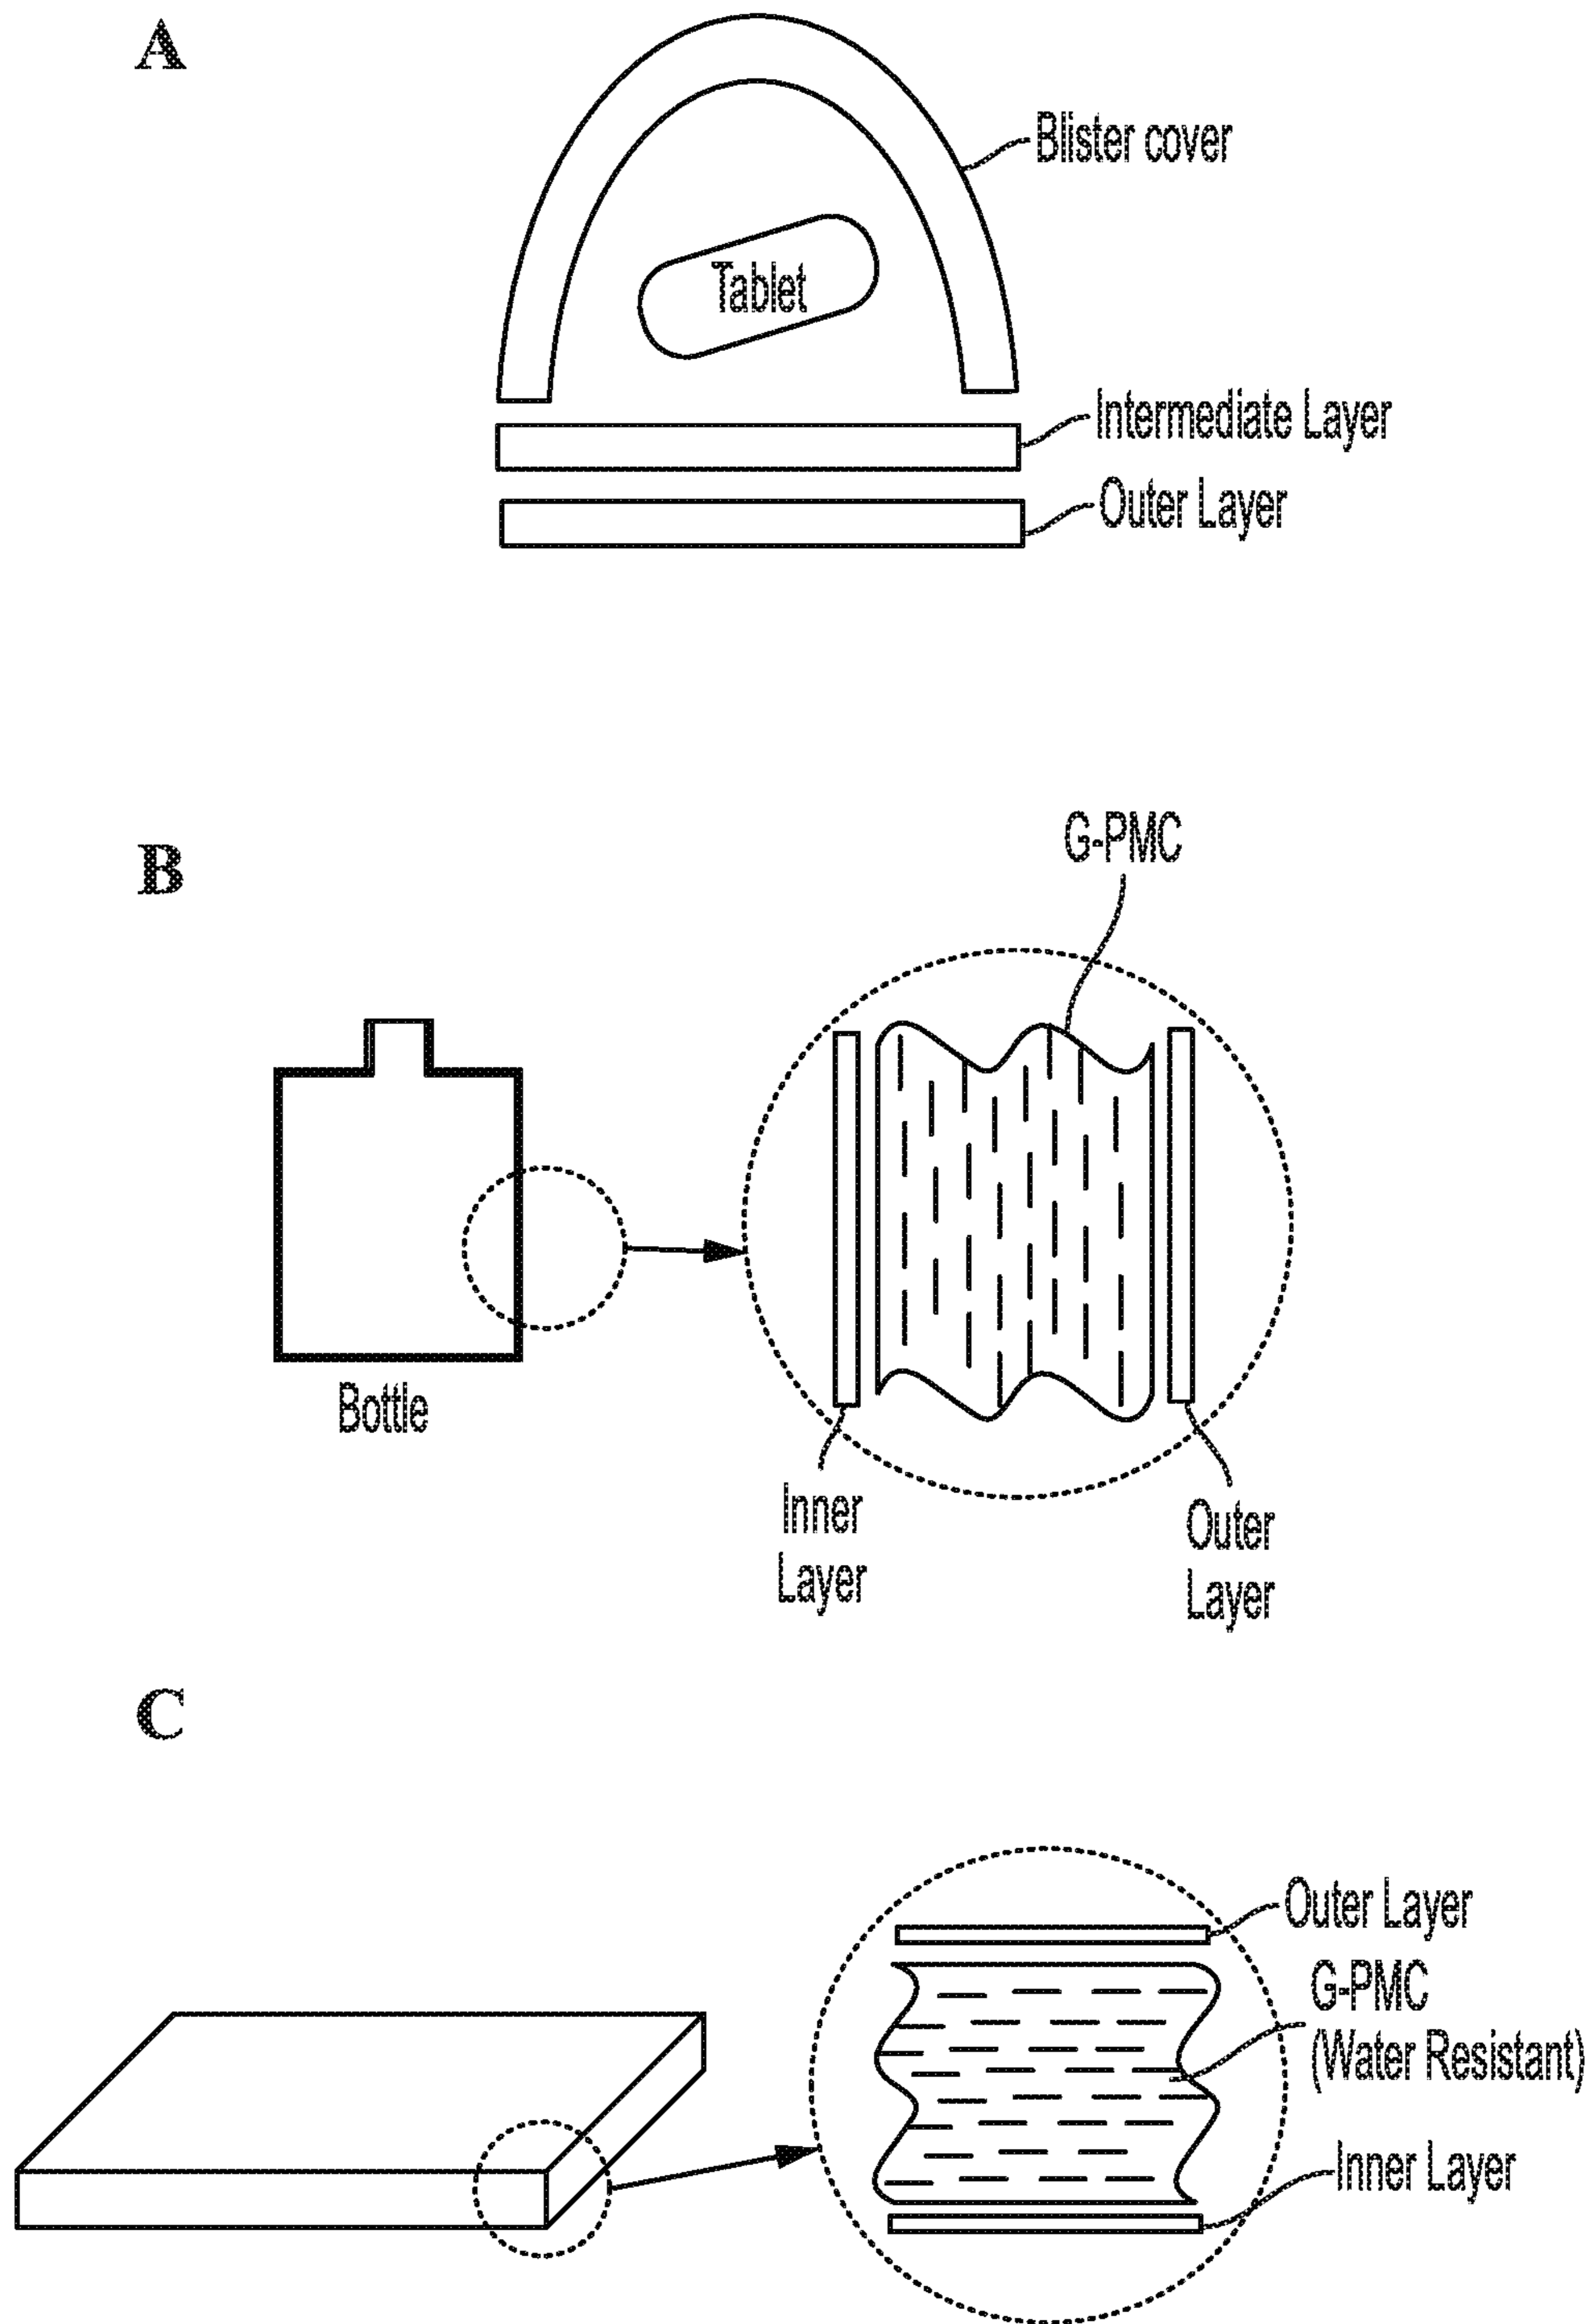 A
Blister cover
Tablet
Intermediate Layer
Outer Layer
B
G-PMC
Bottle
Inner
Layer
Outer
Layer
C
Outer Layer
G-PMC
(Water Resistant)
Inner Layer